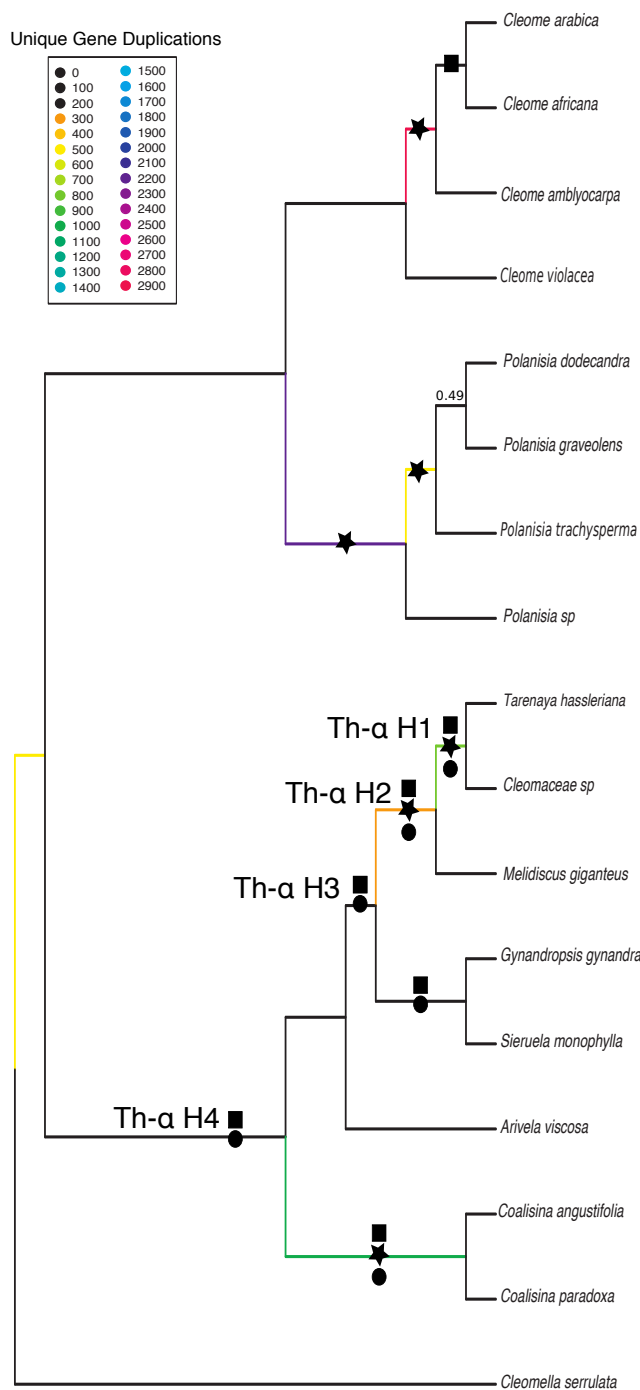 Unique Gene Duplications
0
100
200
300
400
500
600
700
800
900
1000
1100
1200
1300
1400
1500
1600
1700
1800
1900
2000
2100
2200
2300
2400
2500
2600
2700
2800
2900
Cleome arabica
Cleome africana
Cleome amblyocarpa
Cleome violacea
Polanisia dodecandra
0.49
Polanisia graveolens
Polanisia trachysperma
Polanisia sp
Tarenaya hassleriana
Th-α H1
Cleomaceae sp
Th-α H2
Melidiscus giganteus
Th-α H3
Gynandropsis gynandra
Sieruela monophylla
Th-α H4
Arivela viscosa
Coalisina angustifolia
Coalisina paradoxa
Cleomella serrulata